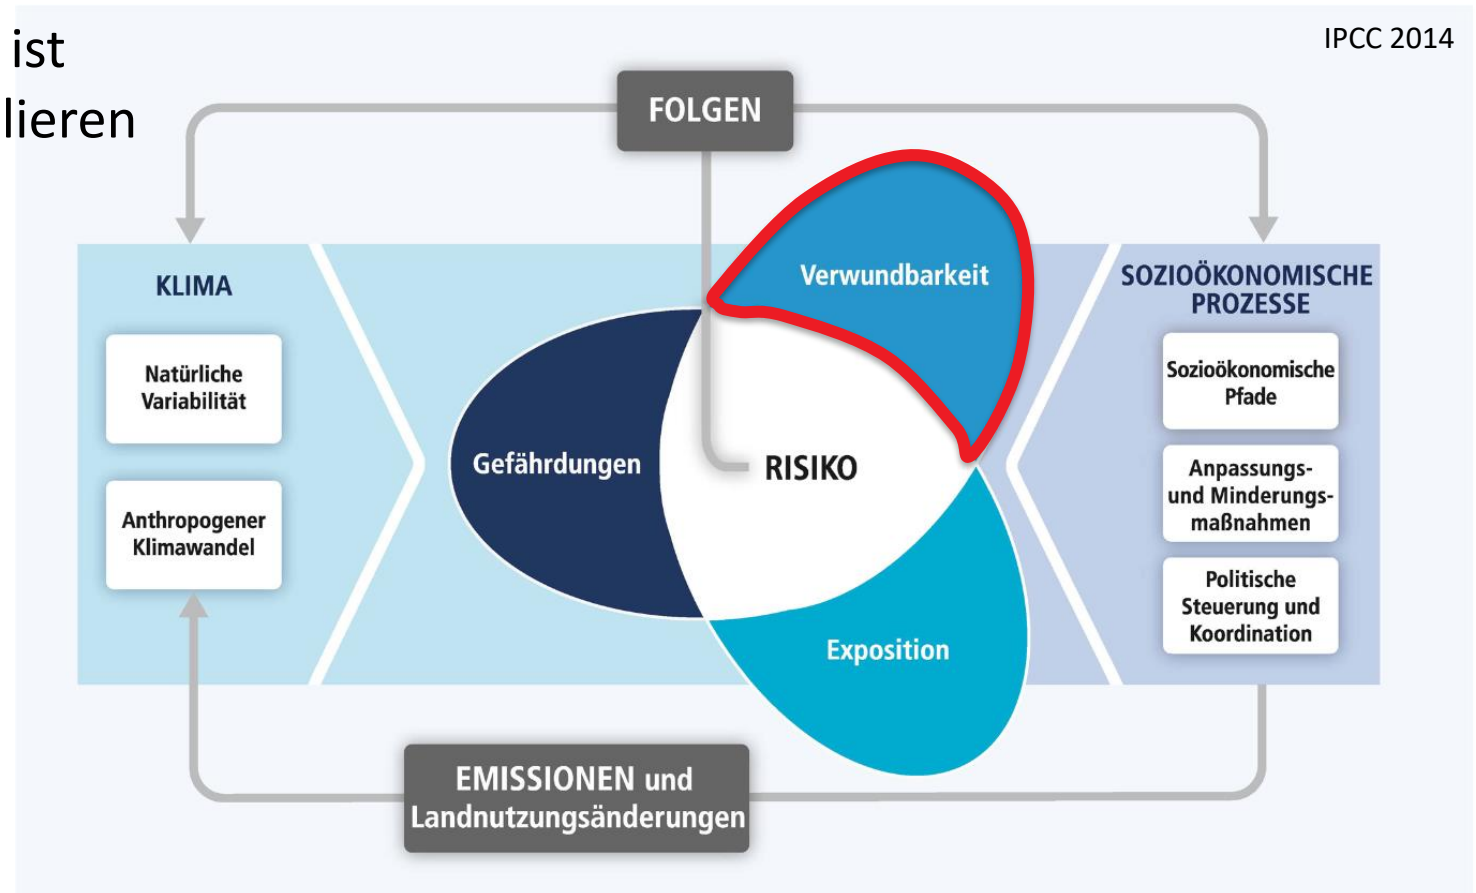 ist
lieren
IPCC 2014
FOLGEN
KLIMA
Natürliche
Variabilität
Anthropogener
Klimawandel
Gefährdungen
Verwundbarkeit
RISIKO
Exposition
SOZIOÖKONOMISCHE
PROZESSE
Sozioökonomische
Pfade
Anpassungs-
und Minderungs-
maßnahmen
Politische
Steuerung und
Koordination
EMISSIONEN und
Landnutzungsänderungen